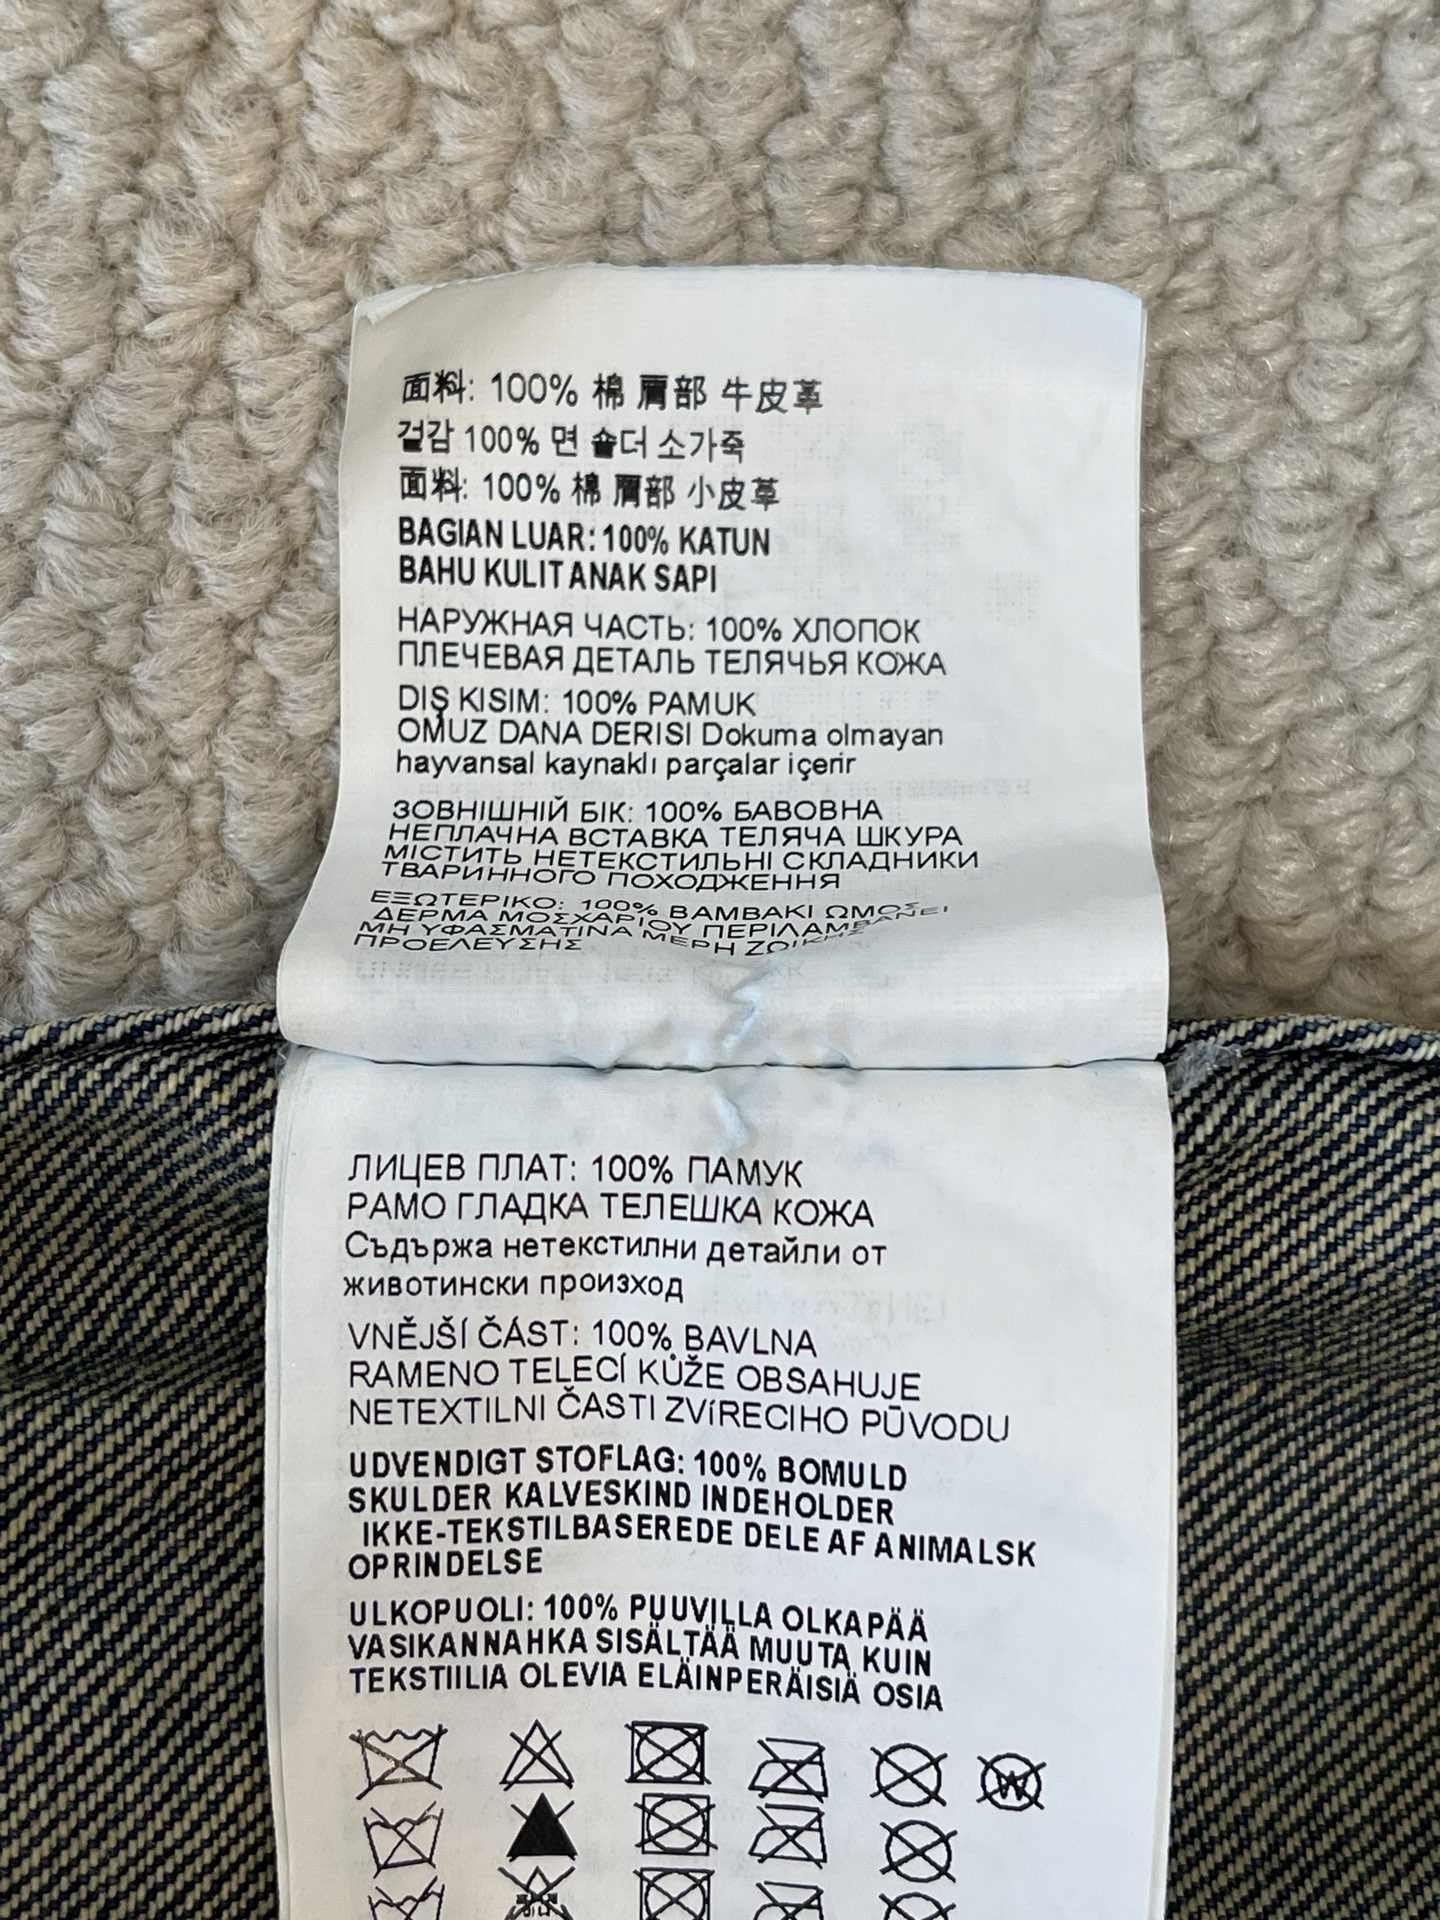 面料: 100% 棉 肩部 牛皮革
겉감 100% 면 숄더 소가죽
面料: 100% 棉 肩部 小皮革
BAGIAN LUAR: 100% KATUN
BAHU KULIT ANAK SAPI
НАРУЖНАЯ ЧАСТЬ: 100% ХЛОПОК
ПЛЕЧЕВАЯ ДЕТАЛЬ ТЕЛЯЧЬЯ КОЖА
DIŞ KISIM: 100% PAMUK
OMUZ DANA DERISI Dokuma olmayan
hayvansal kaynaklı parçalar içerir
ЗОВНІШНІЙ БІК: 100% БАВОВНА
НЕПЛАЧНА ВСТАВКА ТЕЛЯЧА ШКУРА
МІСТИТЬ НЕТЕКСТИЛЬНІ СКЛАДНИКИ
ТВАРИННОГО ПОХОДЖЕННЯ
ΕΞΩΤΕΡΙΚΟ: 100% ΒΑΜΒΑΚΙ ΩΜΟΣ
ΔΕΡΜΑ ΜΟΣΧΑΡΙΟΥ ΠΕΡΙΛΑΜΒΑΝΕΙ
ΜΗ ΥΦΑΣΜΑΤΙΝΑ ΜΕΡΗ ΖΩΙΚΗΣ
ΠΡΟΕΛΕΥΣΗΣ
ЛИЦЕВ ПЛАТ: 100% ПАМУК
РАМО ГЛАДКА ТЕЛЕШКА КОЖА
Съдържа нетекстилни детайли от
животински произход
VNĚJŠÍ ČÁST: 100% BAVLNA
RAMENO TELECÍ KŮŽE OBSAHUJE
NETEXTILNI ČASTI ZVíRECIHO PŪVODU
UDVENDIGT STOFLAG: 100% BOMULD
SKULDER KALVESKIND INDEHOLDER
IKKE-TEKSTILBASEREDE DELE AF ANIMALSK
OPRINDELSE
ULKOPUOLI: 100% PUUVILLA OLKAPÄÄ
VASIKANNAHKA SISÄLTÄÄ MUUTA KUIN
TEKSTIILIA OLEVIA ELÄINPERÄISIÄ OSIA
W